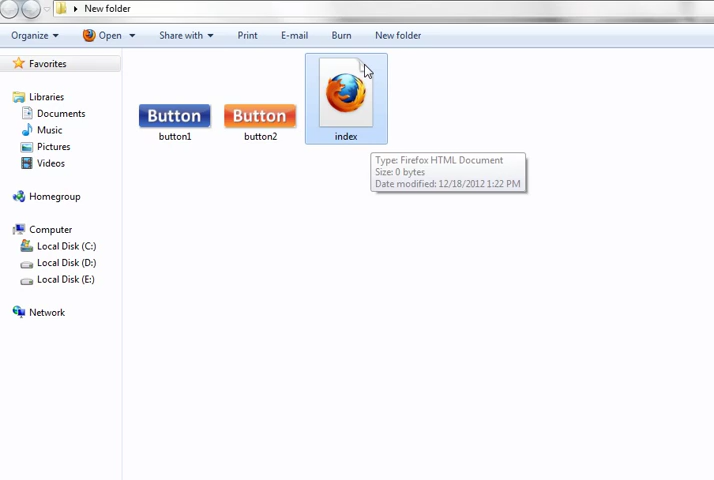 New folder
Organize
Open
Share with
Print
E-mail
Burn
New folder
Favorites
Libraries
Documents
Music
Pictures
Videos
Homegroup
Computer
Local Disk (C:)
Local Disk (D:)
Local Disk (E:)
Network
Button
button1
Button
button2
index
Type: Firefox HTML Document
Size: 0 bytes
Date modified: 12/18/2012 1:22 PM